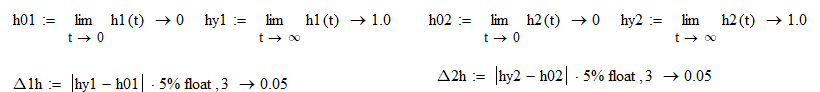 h01 := lim t → 0 h1(t) → 0 hy1 := lim t → ∞ h1(t) → 1.0 h02 := lim t → 0 h2(t) → 0 hy2 := lim t → ∞ h2(t) → 1.0
Δ1h := |hy1 − h01| · 5% float ,3 → 0.05 Δ2h := |hy2 − h02| · 5% float ,3 → 0.05